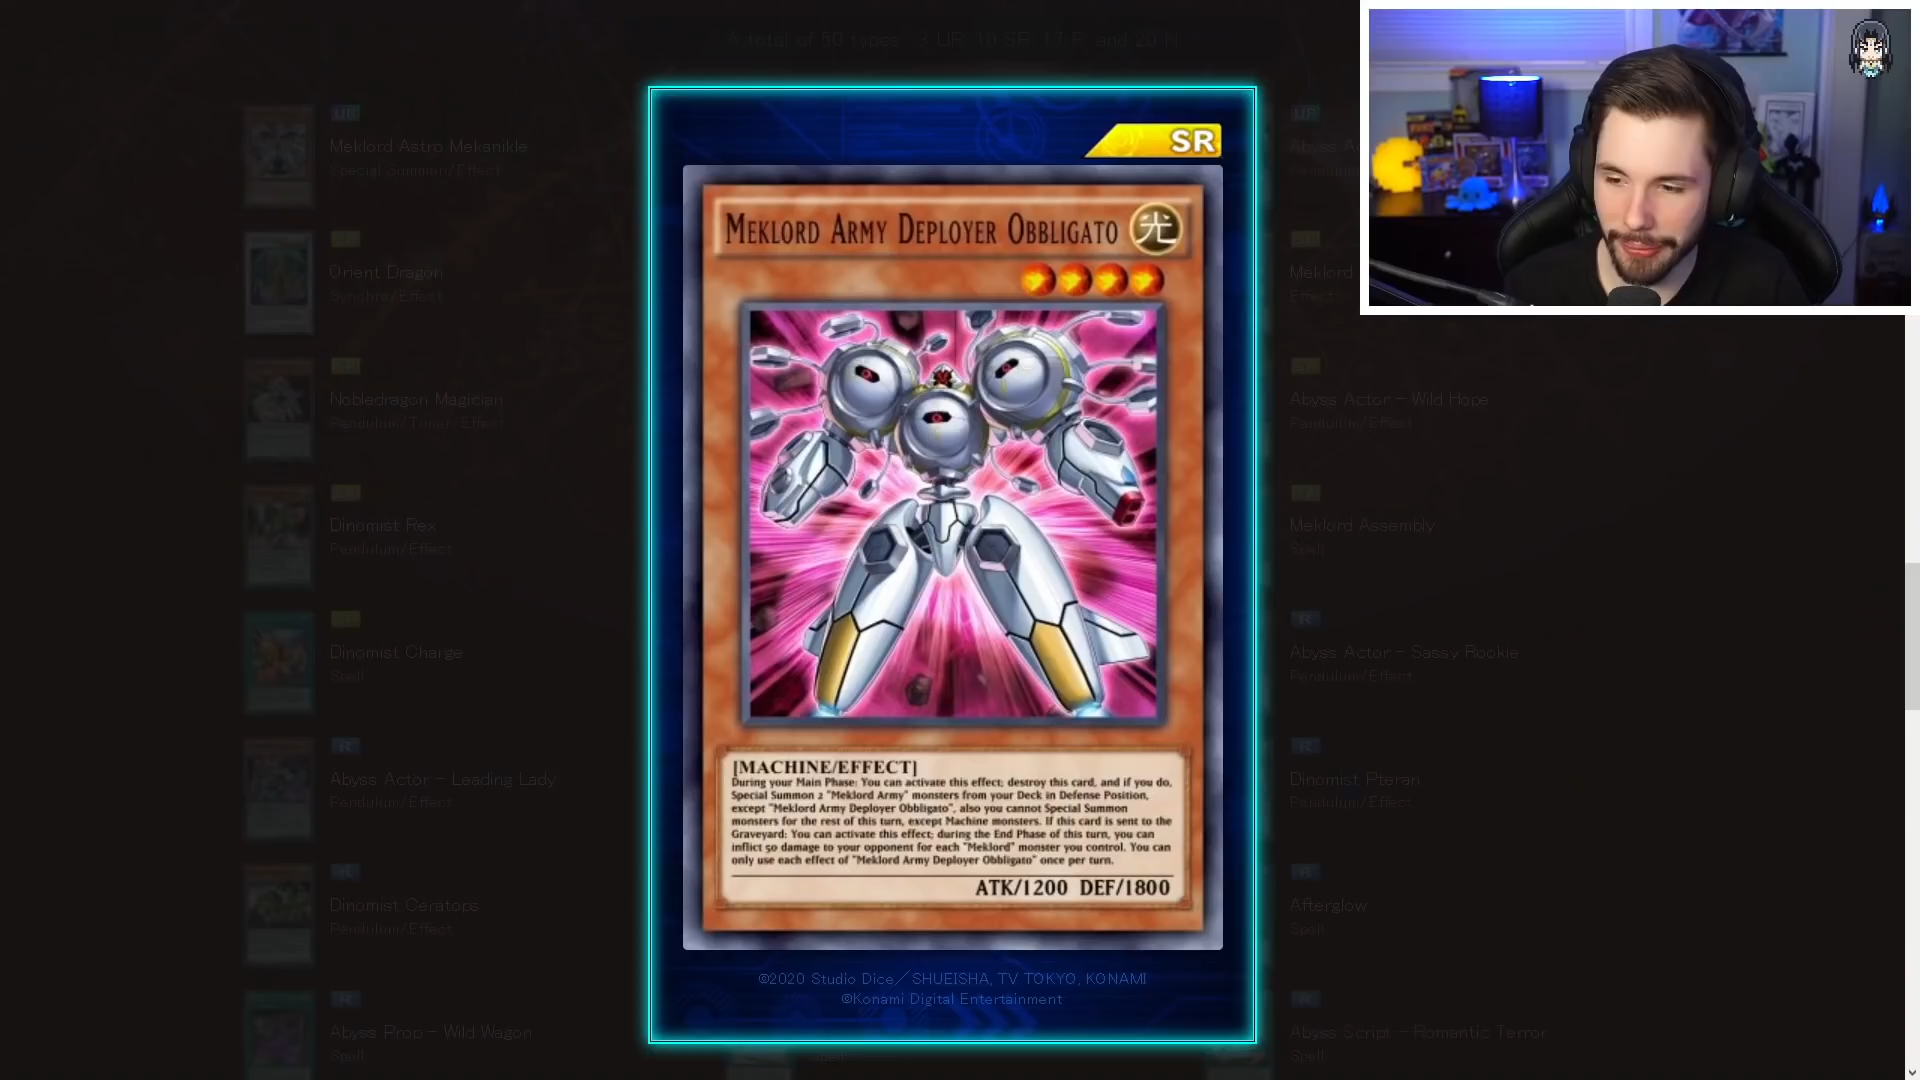 A total of 50 types 3 UR, 10 SR, 17 R, and 20 N
UR
Meklord Astro Mekanikle
Special Summon/Effect
Orient Dragon
Synchro/Effect
Nobledragon Magician
Pendulum/Tuner/Effect
Dinomist Rex
Pendulum/Effect
Dinomist Charge
Spell
R
Abyss Actor - Leading Lady
Pendulum/Effect
R
Dinomist Ceratops
Pendulum/Effect
R
Abyss Prop - Wild Wagon
Spell
SR
MEKLORD ARMY DEPLOYER OBBLIGATO
光
[MACHINE/EFFECT]
During your Main Phase: You can activate this effect; destroy this card, and if you do,
Special Summon 2 "Meklord Army" monsters from your Deck in Defense Position,
except "Meklord Army Deployer Obbligato", also you cannot Special Summon
monsters for the rest of this turn, except Machine monsters. If this card is sent to the
Graveyard: You can activate this effect; during the End Phase of this turn, you can
inflict 50 damage to your opponent for each "Meklord" monster you control. You can
only use each effect of "Meklord Army Deployer Obbligato" once per turn.
ATK/1200 DEF/1800
©2020 Studio Dice／SHUEISHA, TV TOKYO, KONAMI
©Konami Digital Entertainment
Spell
UR
Abyss
Pendulum
SR
Meklord
Effect
SR
Abyss Actor - Wild Hope
Pendulum/Effect
SR
Meklord Assembly
Spell
R
Abyss Actor - Sassy Rookie
Pendulum/Effect
R
Dinomist Pteran
Pendulum/Effect
R
Afterglow
Spell
R
Abyss Script - Romantic Terror
Spell